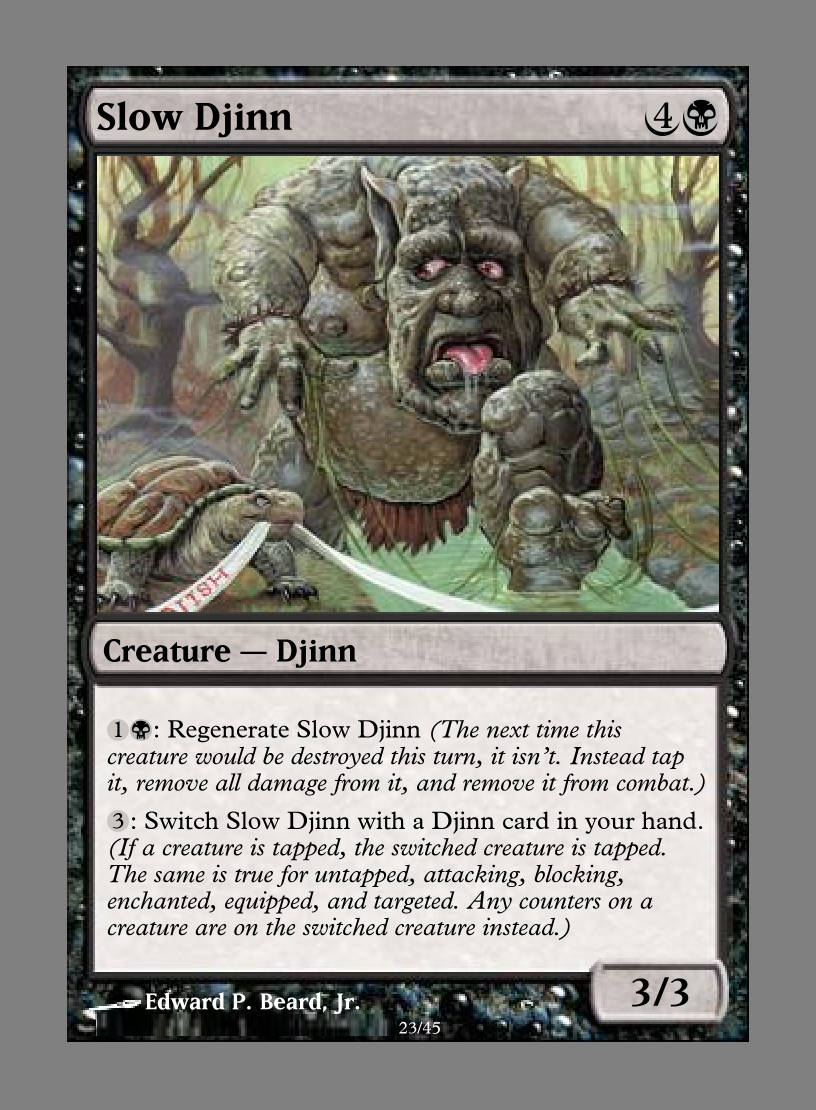 Slow Djinn 4
Creature — Djinn
1: Regenerate Slow Djinn (The next time this
creature would be destroyed this turn, it isn't. Instead tap
it, remove all damage from it, and remove it from combat.)
3: Switch Slow Djinn with a Djinn card in your hand.
(If a creature is tapped, the switched creature is tapped.
The same is true for untapped, attacking, blocking,
enchanted, equipped, and targeted. Any counters on a
creature are on the switched creature instead.)
3/3
Edward P. Beard, Jr.
23/45